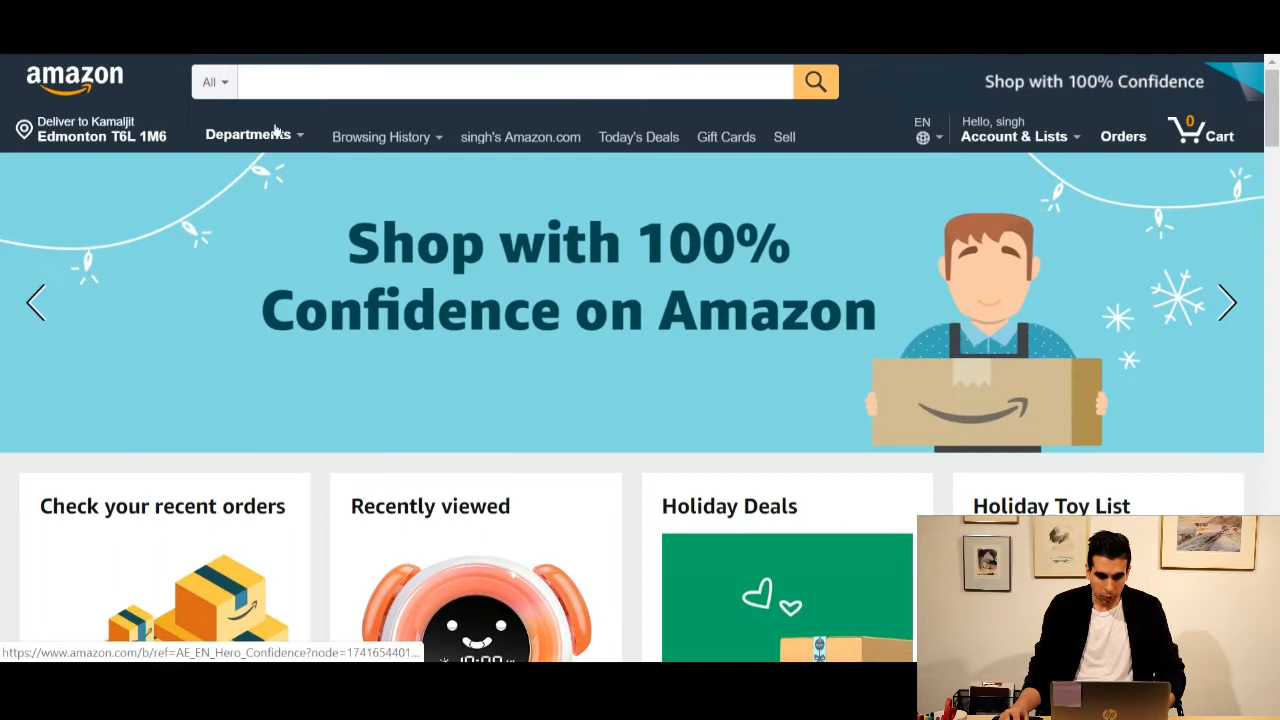 amazon
All
Shop with 100% Confidence
Deliver to Kamaljit
Edmonton T6L 1M6
Departments
Browsing History
singh's Amazon.com
Today's Deals
Gift Cards
Sell
EN
Hello, singh
Account & Lists
Orders
0
Cart
Shop with 100%
Confidence on Amazon
Check your recent orders
Recently viewed
Holiday Deals
Holiday Toy List
https://www.amazon.com/b/ref=AE_EN_Hero_Confidence?node=1741654401...